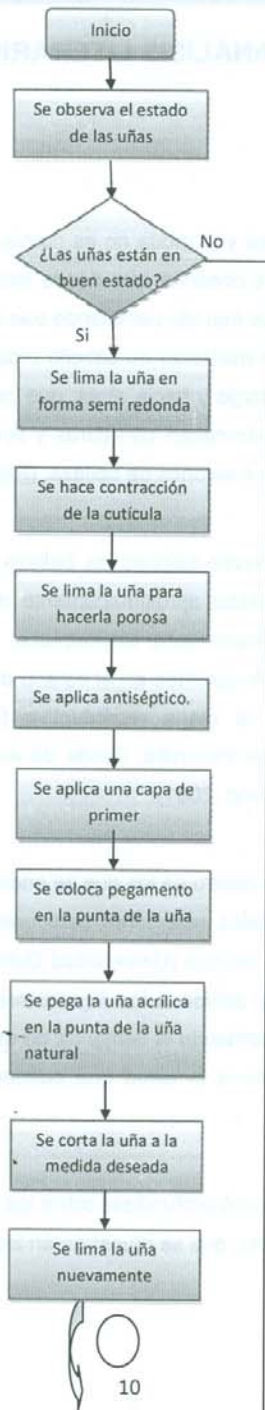 Inicio
Se observa el estado
de las uñas
¿Las uñas están en
buen estado?
No
Si
Se lima la uña en
forma semi redonda
Se hace contracción
de la cutícula
Se lima la uña para
hacerla porosa
Se aplica antiséptico.
Se aplica una capa de
primer
Se coloca pegamento
en la punta de la uña
Se pega la uña acrílica
en la punta de la uña
natural
Se corta la uña a la
medida deseada
Se lima la uña
nuevamente
10